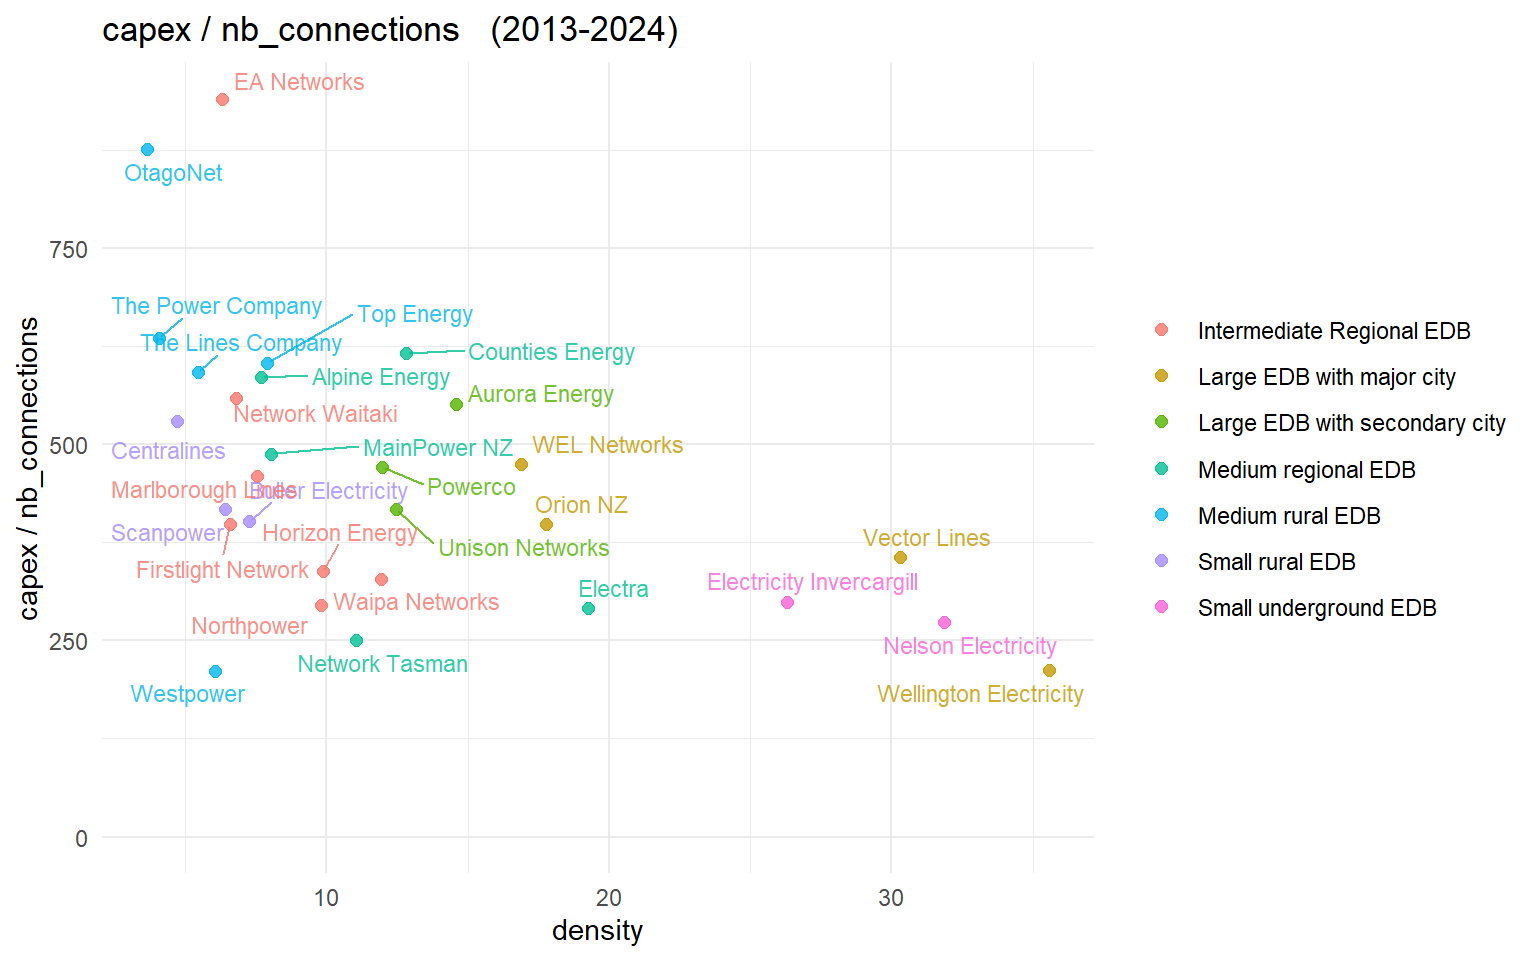 capex / nb_connections (2013-2024)
EA Networks
OtagoNet
750
The Power Company
Top Energy
The Lines Company
Counties Energy
Alpine Energy
Aurora Energy
Network Waitaki
500
Centralines
MainPower NZ
WEL Networks
Powerco
Marlborough Lines
Buller Electricity
Orion NZ
Scanpower
Horizon Energy
Unison Networks
Vector Lines
Firstlight Network
Electricity Invercargill
Electra
Waipa Networks
Northpower
250
Network Tasman
Nelson Electricity
Westpower
Wellington Electricity
0
10
20
30
density
capex / nb_connections
Intermediate Regional EDB
Large EDB with major city
Large EDB with secondary city
Medium regional EDB
Medium rural EDB
Small rural EDB
Small underground EDB